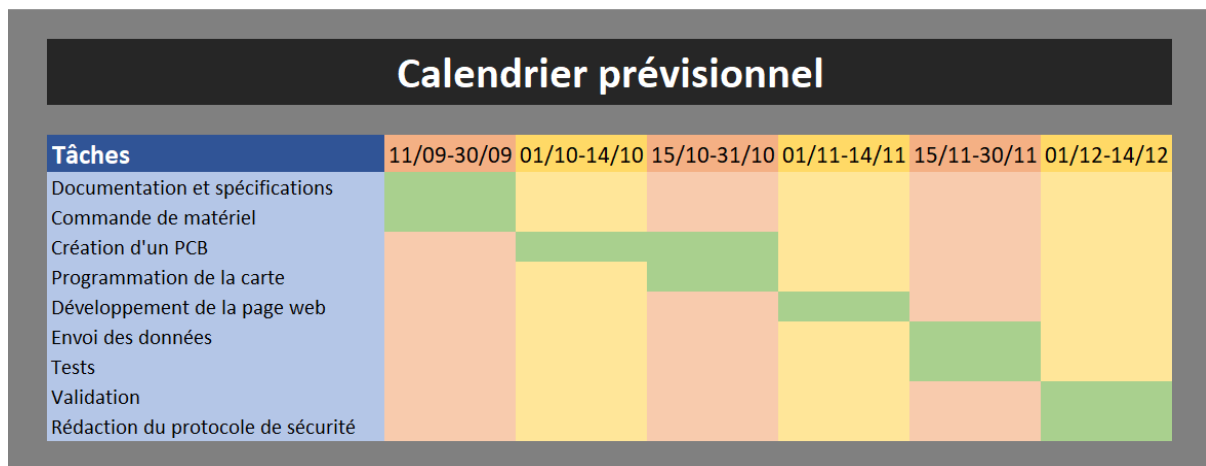 Calendrier prévisionnel
Tâches 11/09-30/09 01/10-14/10 15/10-31/10 01/11-14/11 15/11-30/11 01/12-14/12
Documentation et spécifications
Commande de matériel
Création d'un PCB
Programmation de la carte
Développement de la page web
Envoi des données
Tests
Validation
Rédaction du protocole de sécurité